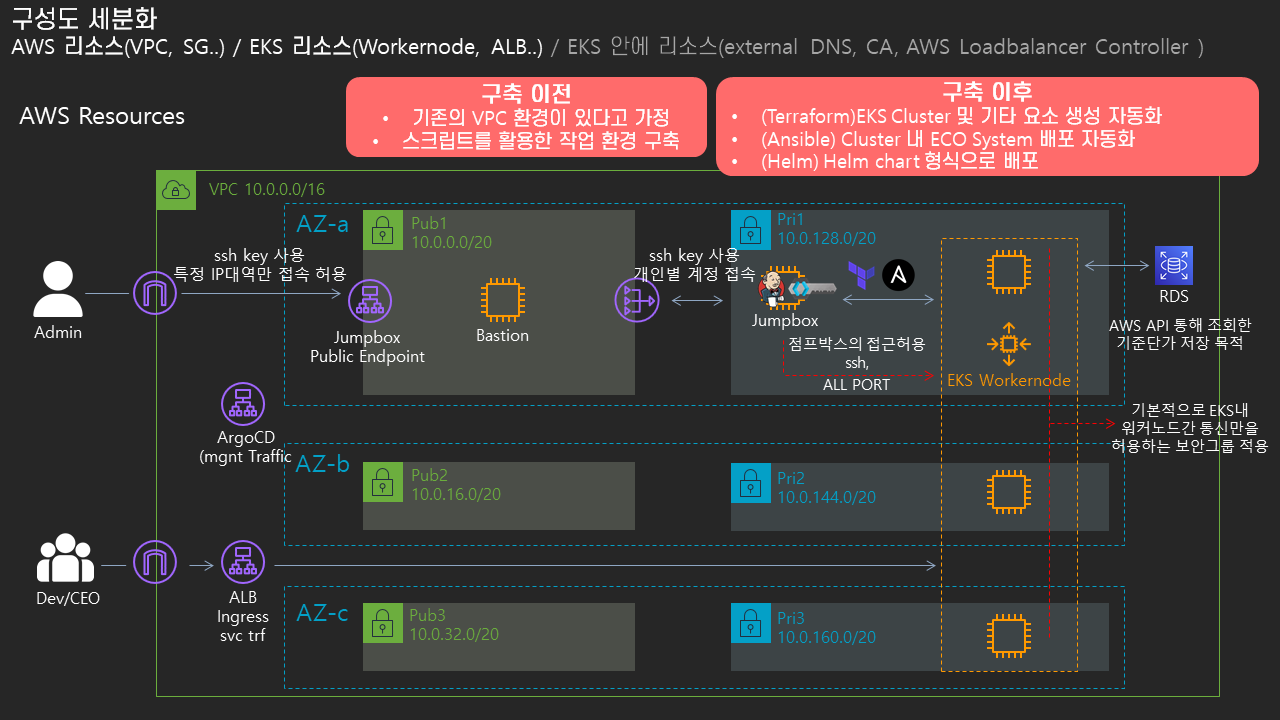 구성도 세분화
AWS 리소스(VPC, SG..) / EKS 리소스(Workernode, ALB..) / EKS 안에 리소스(external DNS, CA, AWS Loadbalancer Controller )
AWS Resources
구축 이전
• 기존의 VPC 환경이 있다고 가정
• 스크립트를 활용한 작업 환경 구축
구축 이후
• (Terraform)EKS Cluster 및 기타 요소 생성 자동화
• (Ansible) Cluster 내 ECO System 배포 자동화
• (Helm) Helm chart 형식으로 배포
VPC 10.0.0.0/16
AZ-a
Pub1
10.0.0.0/20
Pri1
10.0.128.0/20
ssh key 사용
특정 IP대역만 접속 허용
ssh key 사용
개인별 계정 접속
Admin
Jumpbox
Public Endpoint
Bastion
Jumpbox
점프박스의 접근허용
ssh,
ALL PORT
EKS Workernode
RDS
AWS API 통해 조회한
기준단가 저장 목적
기본적으로 EKS내
워커노드간 통신만을
허용하는 보안그룹 적용
ArgoCD
(mgnt Traffic
AZ-b
Pub2
10.0.16.0/20
Pri2
10.0.144.0/20
Dev/CEO
ALB
Ingress
svc trf
AZ-c
Pub3
10.0.32.0/20
Pri3
10.0.160.0/20